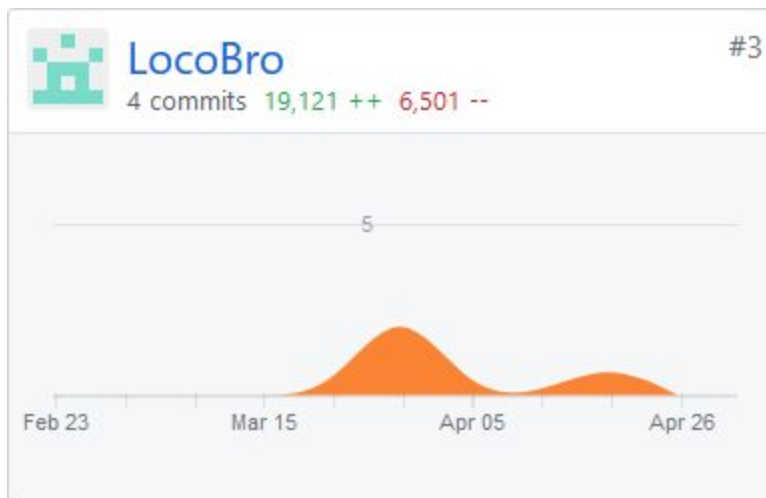 LocoBro
#3
4 commits 19,121 ++ 6,501 --
5
Feb 23 Mar 15 Apr 05 Apr 26